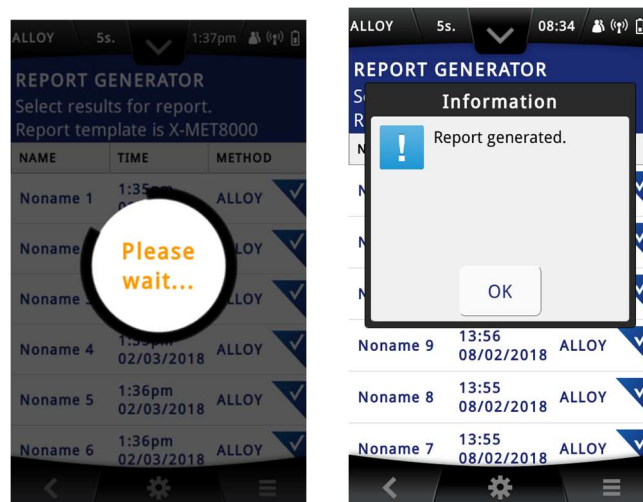 ALLOY 5s. 1:37pm
REPORT GENERATOR
Select results for report.
Report template is X-MET8000
NAME TIME METHOD
Noname 1 1:35pm ALLOY
Noname LOY
Please
wait...
Noname LLOY
Noname 4 1:35pm ALLOY
02/03/2018
Noname 5 1:36pm ALLOY
02/03/2018
Noname 6 1:36pm ALLOY
02/03/2018
ALLOY 5s. 08:34
REPORT GENERATOR
Information
Report generated.
OK
Noname 9 13:56 ALLOY
08/02/2018
Noname 8 13:55 ALLOY
08/02/2018
Noname 7 13:55 ALLOY
08/02/2018